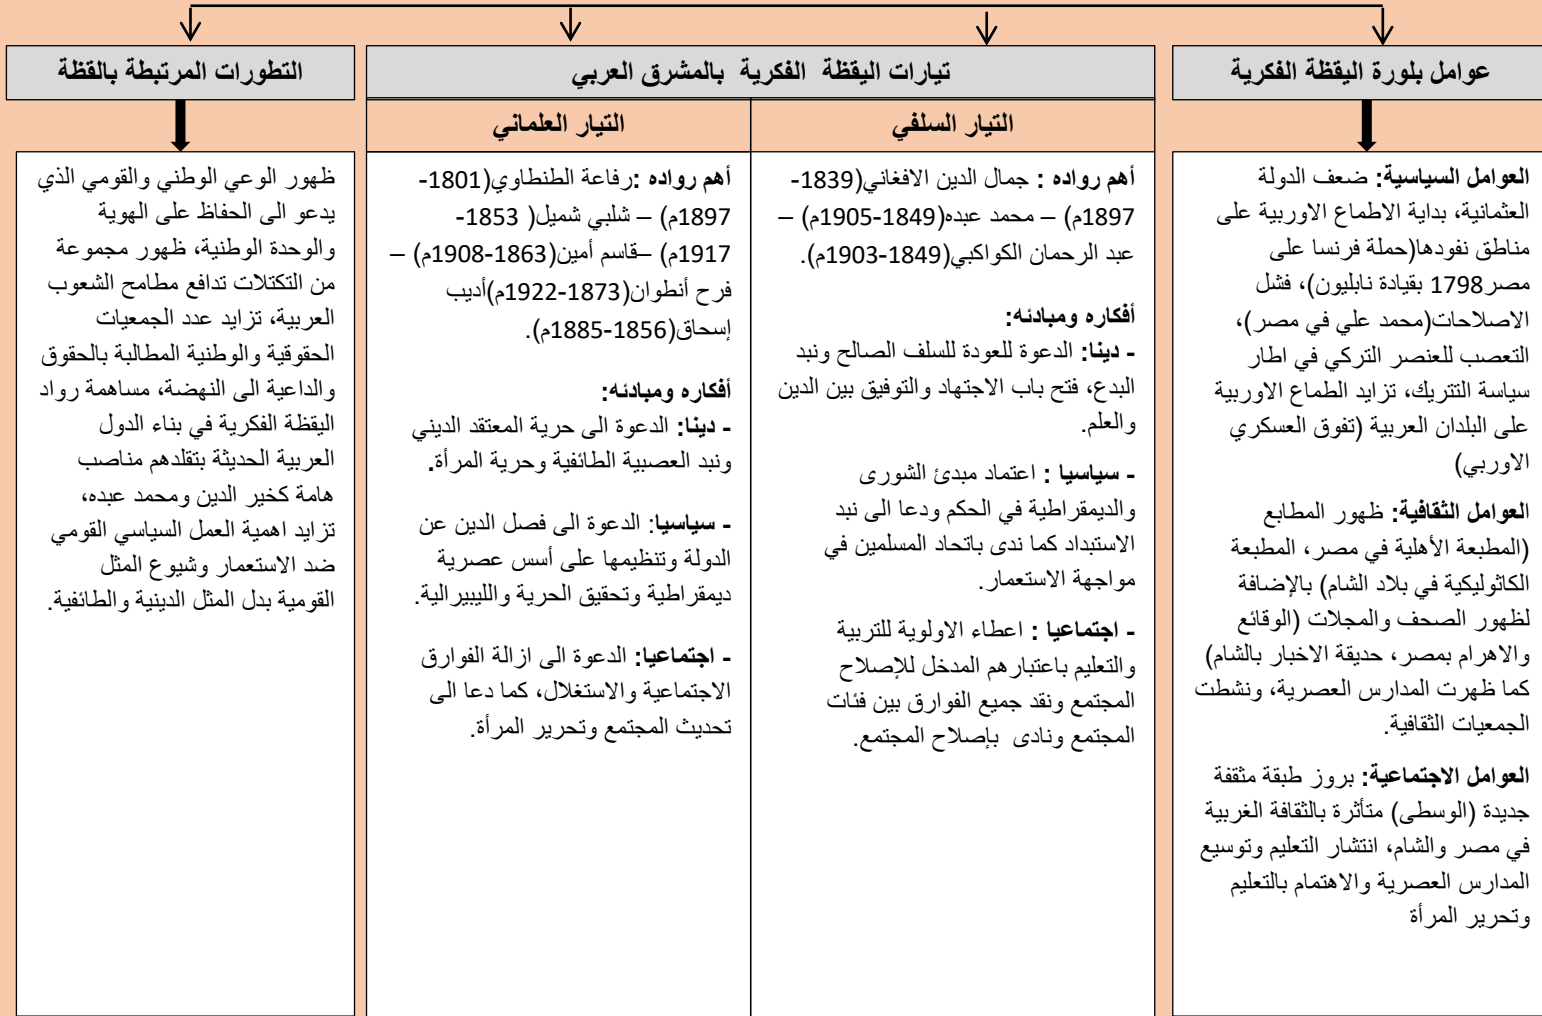 عوامل بلورة اليقظة الفكرية
العوامل السياسية: ضعف الدولة
العثمانية، بداية الاطماع الاوربية على
مناطق نفودها(حملة فرنسا على
مصر1798 بقيادة نابليون)، فشل
الاصلاحات(محمد علي في مصر)،
التعصب للعنصر التركي في اطار
سياسة التتريك، تزايد الطماع الاوربية
على البلدان العربية (تفوق العسكري
الاوربي)
العوامل الثقافية: ظهور المطابع
(المطبعة الأهلية في مصر، المطبعة
الكاثوليكية في بلاد الشام) بالإضافة
لظهور الصحف والمجلات (الوقائع
والاهرام بمصر، حديقة الاخبار بالشام)
كما ظهرت المدارس العصرية، ونشطت
الجمعيات الثقافية.
العوامل الاجتماعية: بروز طبقة مثقفة
جديدة (الوسطى) متأثرة بالثقافة الغربية
في مصر والشام، انتشار التعليم وتوسيع
المدارس العصرية والاهتمام بالتعليم
وتحرير المرأة
تيارات اليقظة الفكرية بالمشرق العربي
التيار السلفي
أهم رواده : جمال الدين الافغاني(1839-
1897م) – محمد عبده(1849-1905م) –
عبد الرحمان الكواكبي(1849-1903م).
أفكاره ومبادئه:
- دينا: الدعوة للعودة للسلف الصالح ونبد
البدع، فتح باب الاجتهاد والتوفيق بين الدين
والعلم.
- سياسيا : اعتماد مبدئ الشورى
والديمقراطية في الحكم ودعا الى نبد
الاستبداد كما ندى باتحاد المسلمين في
مواجهة الاستعمار.
- اجتماعيا : اعطاء الاولوية للتربية
والتعليم باعتبارهم المدخل للإصلاح
المجتمع ونقد جميع الفوارق بين فئات
المجتمع ونادى بإصلاح المجتمع.
التيار العلماني
أهم رواده :رفاعة الطنطاوي(1801-
1897م) – شلبي شميل( 1853-
1917م) –قاسم أمين(1863-1908م) –
فرح أنطوان(1873-1922م)أديب
إسحاق(1856-1885م).
أفكاره ومبادئه:
- دينا: الدعوة الى حرية المعتقد الديني
ونبد العصبية الطائفية وحرية المرأة.
- سياسيا: الدعوة الى فصل الدين عن
الدولة وتنظيمها على أسس عصرية
ديمقراطية وتحقيق الحرية والليبيرالية.
- اجتماعيا: الدعوة الى ازالة الفوارق
الاجتماعية والاستغلال، كما دعا الى
تحديث المجتمع وتحرير المرأة.
التطورات المرتبطة بالقظة
ظهور الوعي الوطني والقومي الذي
يدعو الى الحفاظ على الهوية
والوحدة الوطنية، ظهور مجموعة
من التكتلات تدافع مطامح الشعوب
العربية، تزايد عدد الجمعيات
الحقوقية والوطنية المطالبة بالحقوق
والداعية الى النهضة، مساهمة رواد
اليقظة الفكرية في بناء الدول
العربية الحديثة بتقلدهم مناصب
هامة كخير الدين ومحمد عبده،
تزايد اهمية العمل السياسي القومي
ضد الاستعمار وشيوع المثل
القومية بدل المثل الدينية والطائفية.